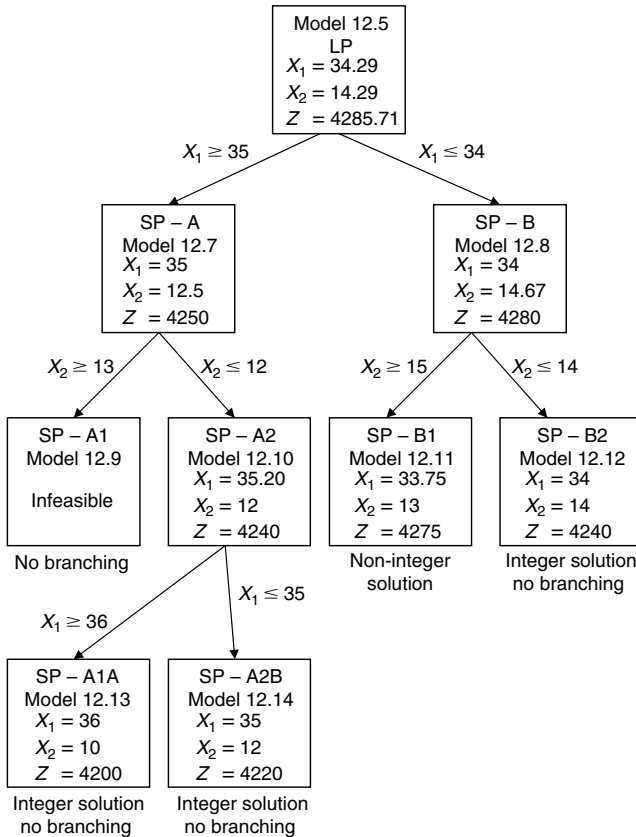 Model 12.5
LP
X₁ = 34.29
X₂ = 14.29
Z = 4285.71
X₁ ≥ 35
X₁ ≤ 34
SP – A
Model 12.7
X₁ = 35
X₂ = 12.5
Z = 4250
SP – B
Model 12.8
X₁ = 34
X₂ = 14.67
Z = 4280
X₂ ≥ 13
X₂ ≤ 12
X₂ ≥ 15
X₂ ≤ 14
SP – A1
Model 12.9
Infeasible
No branching
SP – A2
Model 12.10
X₁ = 35.20
X₂ = 12
Z = 4240
SP – B1
Model 12.11
X₁ = 33.75
X₂ = 13
Z = 4275
Non-integer
solution
SP – B2
Model 12.12
X₁ = 34
X₂ = 14
Z = 4240
Integer solution
no branching
X₁ ≥ 36
X₁ ≤ 35
SP – A1A
Model 12.13
X₁ = 36
X₂ = 10
Z = 4200
Integer solution
no branching
SP – A2B
Model 12.14
X₁ = 35
X₂ = 12
Z = 4220
Integer solution
no branching